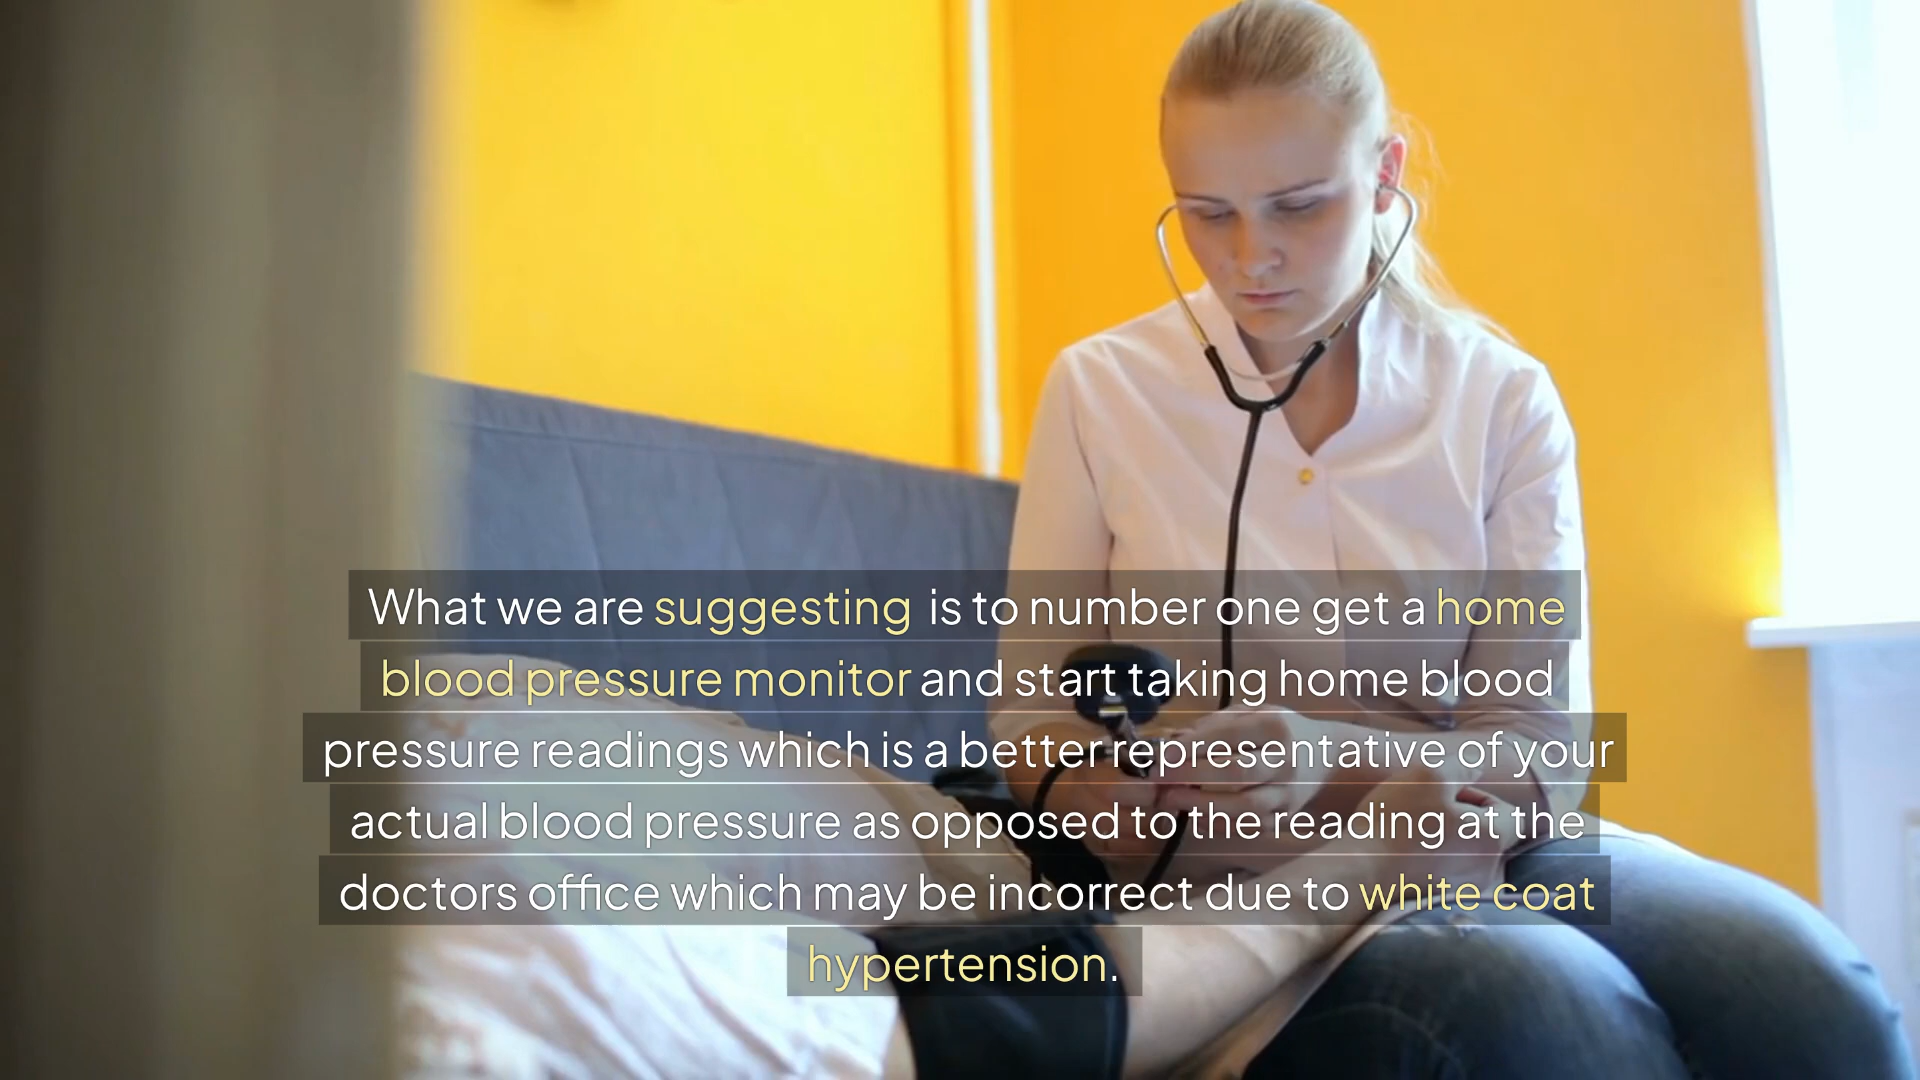 What we are suggesting is to number one get a home
blood pressure monitor and start taking home blood
pressure readings which is a better representative of your
actual blood pressure as opposed to the reading at the
doctors office which may be incorrect due to white coat
hypertension.